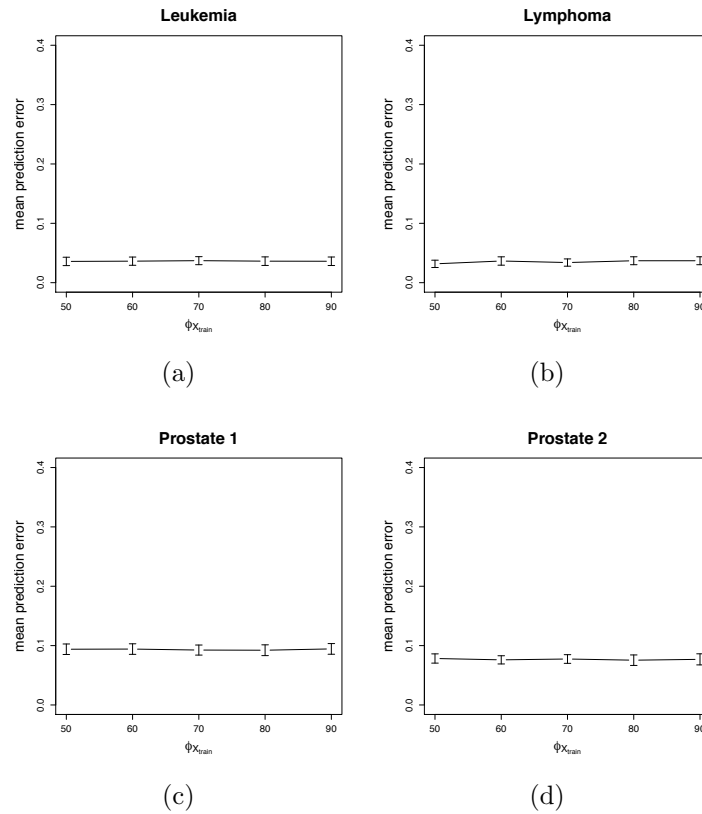 Leukemia
mean prediction error
0.0 0.1 0.2 0.3 0.4
50 60 70 80 90
ϕx_train
(a)
Lymphoma
mean prediction error
0.0 0.1 0.2 0.3 0.4
50 60 70 80 90
ϕx_train
(b)
Prostate 1
mean prediction error
0.0 0.1 0.2 0.3 0.4
50 60 70 80 90
ϕx_train
(c)
Prostate 2
mean prediction error
0.0 0.1 0.2 0.3 0.4
50 60 70 80 90
ϕx_train
(d)